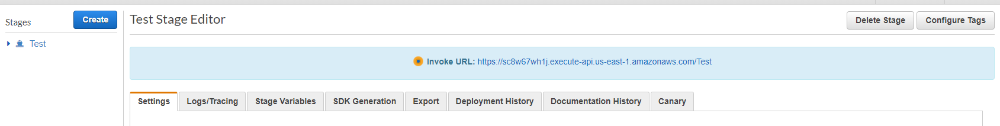 Stages
Create
Test
Test Stage Editor
Delete Stage
Configure Tags
Invoke URL: https://sc8w67wh1j.execute-api.us-east-1.amazonaws.com/Test
Settings
Logs/Tracing
Stage Variables
SDK Generation
Export
Deployment History
Documentation History
Canary